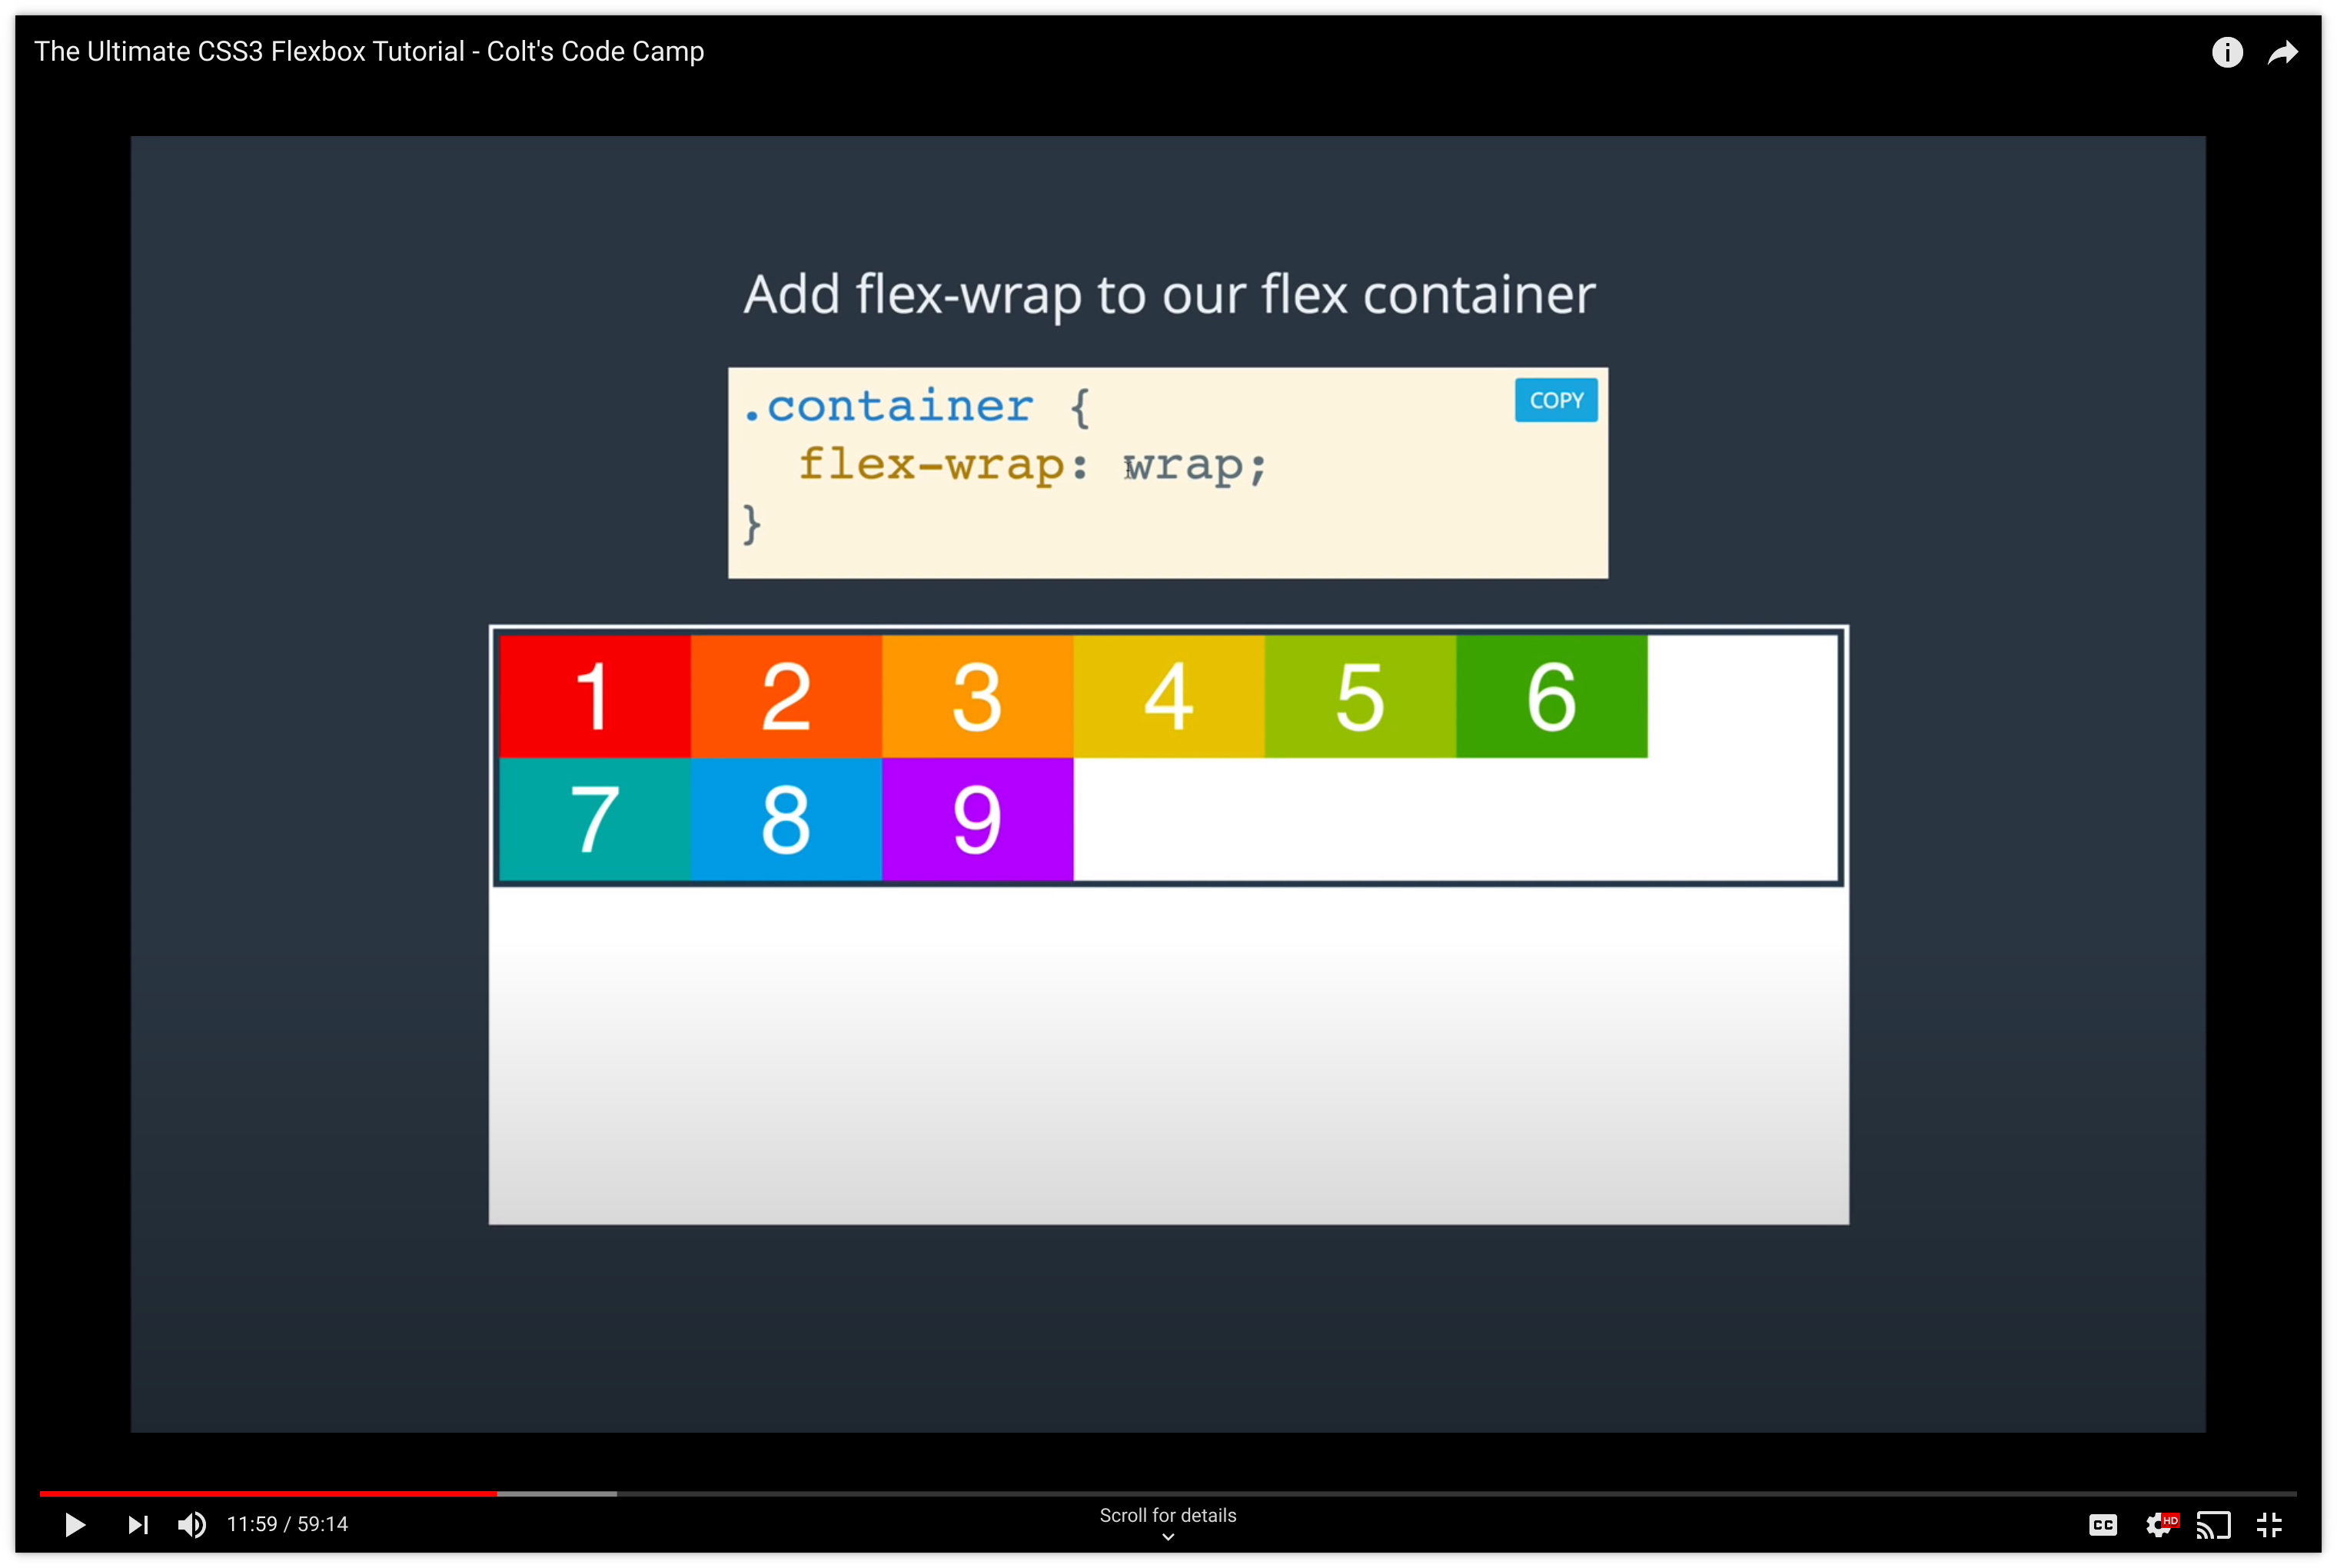 The Ultimate CSS3 Flexbox Tutorial - Colt's Code Camp
Add flex-wrap to our flex container
.container {
COPY
  flex-wrap: wrap;
}
1 2 3 4 5 6
7 8 9
11:59 / 59:14
Scroll for details
CC
HD